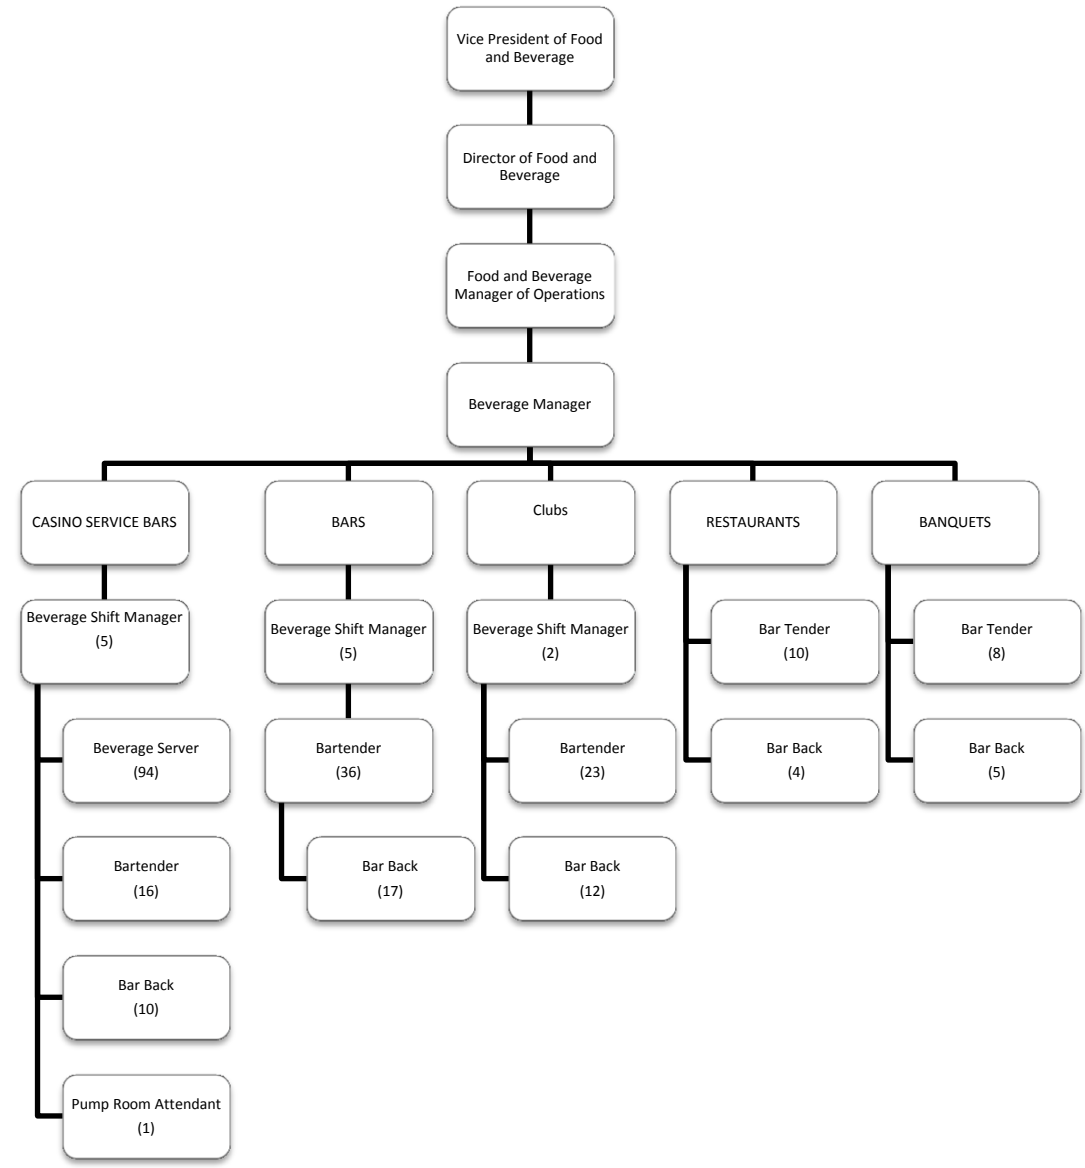 Vice President of Food
and Beverage
Director of Food and
Beverage
Food and Beverage
Manager of Operations
Beverage Manager
CASINO SERVICE BARS
BARS
Clubs
RESTAURANTS
BANQUETS
Beverage Shift Manager
(5)
Beverage Shift Manager
(5)
Beverage Shift Manager
(2)
Bar Tender
(10)
Bar Tender
(8)
Beverage Server
(94)
Bartender
(36)
Bartender
(23)
Bar Back
(4)
Bar Back
(5)
Bartender
(16)
Bar Back
(17)
Bar Back
(12)
Bar Back
(10)
Pump Room Attendant
(1)